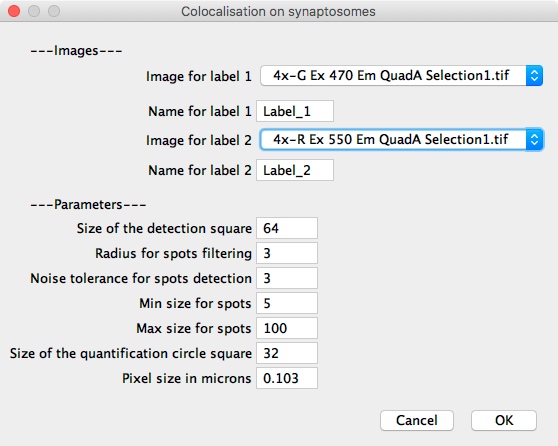 Colocalisation on synaptosomes
---Images---
Image for label 1 4x-G Ex 470 Em QuadA Selection1.tif
Name for label 1 Label_1
Image for label 2 4x-R Ex 550 Em QuadA Selection1.tif
Name for label 2 Label_2
---Parameters---
Size of the detection square 64
Radius for spots filtering 3
Noise tolerance for spots detection 3
Min size for spots 5
Max size for spots 100
Size of the quantification circle square 32
Pixel size in microns 0.103
Cancel OK